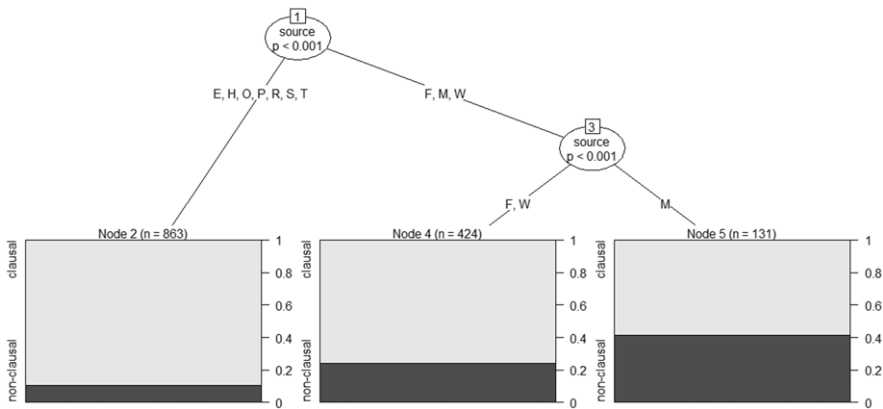 1
source
p < 0.001
E, H, O, P, R, S, T
F, M, W
3
source
p < 0.001
F, W
M
Node 2 (n = 863)
clausal
non-clausal
1
0.8
0.6
0.4
0.2
0
Node 4 (n = 424)
clausal
non-clausal
1
0.8
0.6
0.4
0.2
0
Node 5 (n = 131)
clausal
non-clausal
1
0.8
0.6
0.4
0.2
0